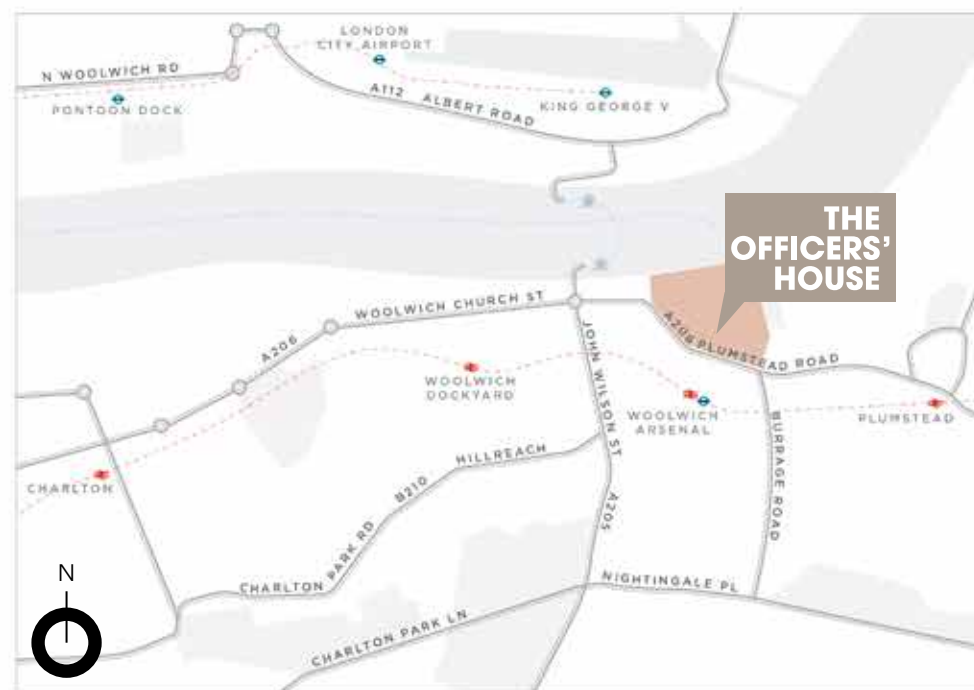 LONDON
CITY AIRPORT
N WOOLWICH RD
PONTOON DOCK
A112 ALBERT ROAD
KING GEORGE V
THE
OFFICERS'
HOUSE
WOOLWICH CHURCH ST
A206
A206 PLUMSTEAD ROAD
JOHN WILSON ST
WOOLWICH
DOCKYARD
WOOLWICH
ARSENAL
PLUMSTEAD
BURRAGE ROAD
HILLREACH
CHARLTON
B210
A205
CHARLTON PARK RD
NIGHTINGALE PL
CHARLTON PARK LN
N